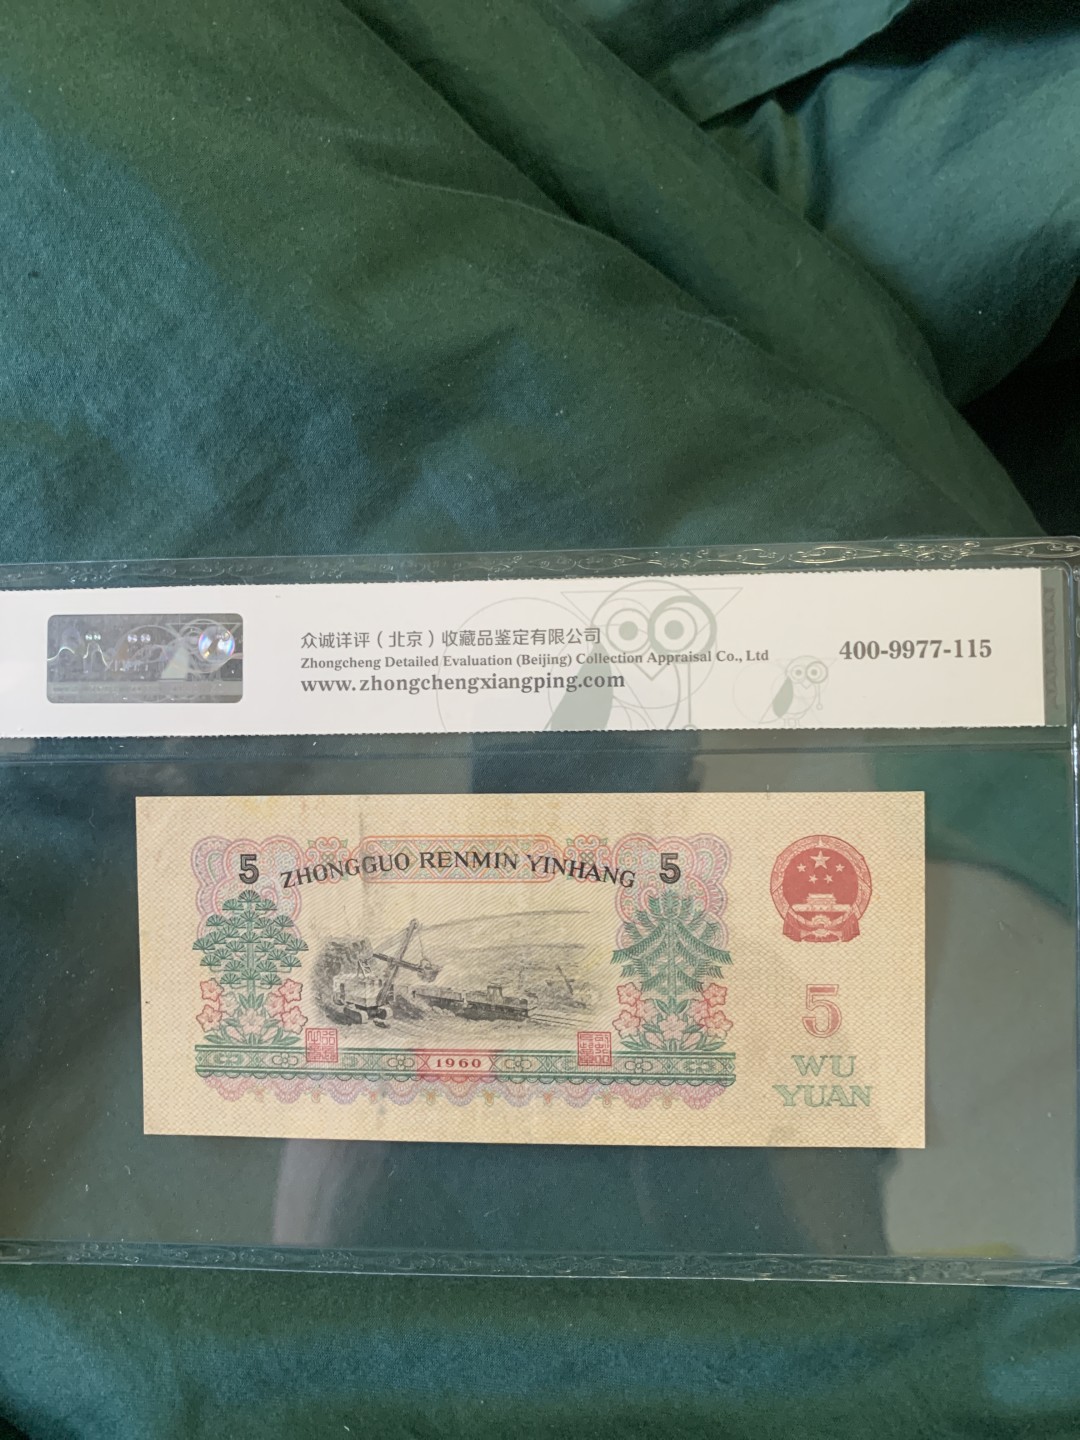 众诚详评（北京）收藏品鉴定有限公司
Zhongcheng Detailed Evaluation (Beijing) Collection Appraisal Co., Ltd
www.zhongchengxiangping.com
400-9977-115
5 ZHONGGUO RENMIN YINHANG 5
1960
5
WU
YUAN